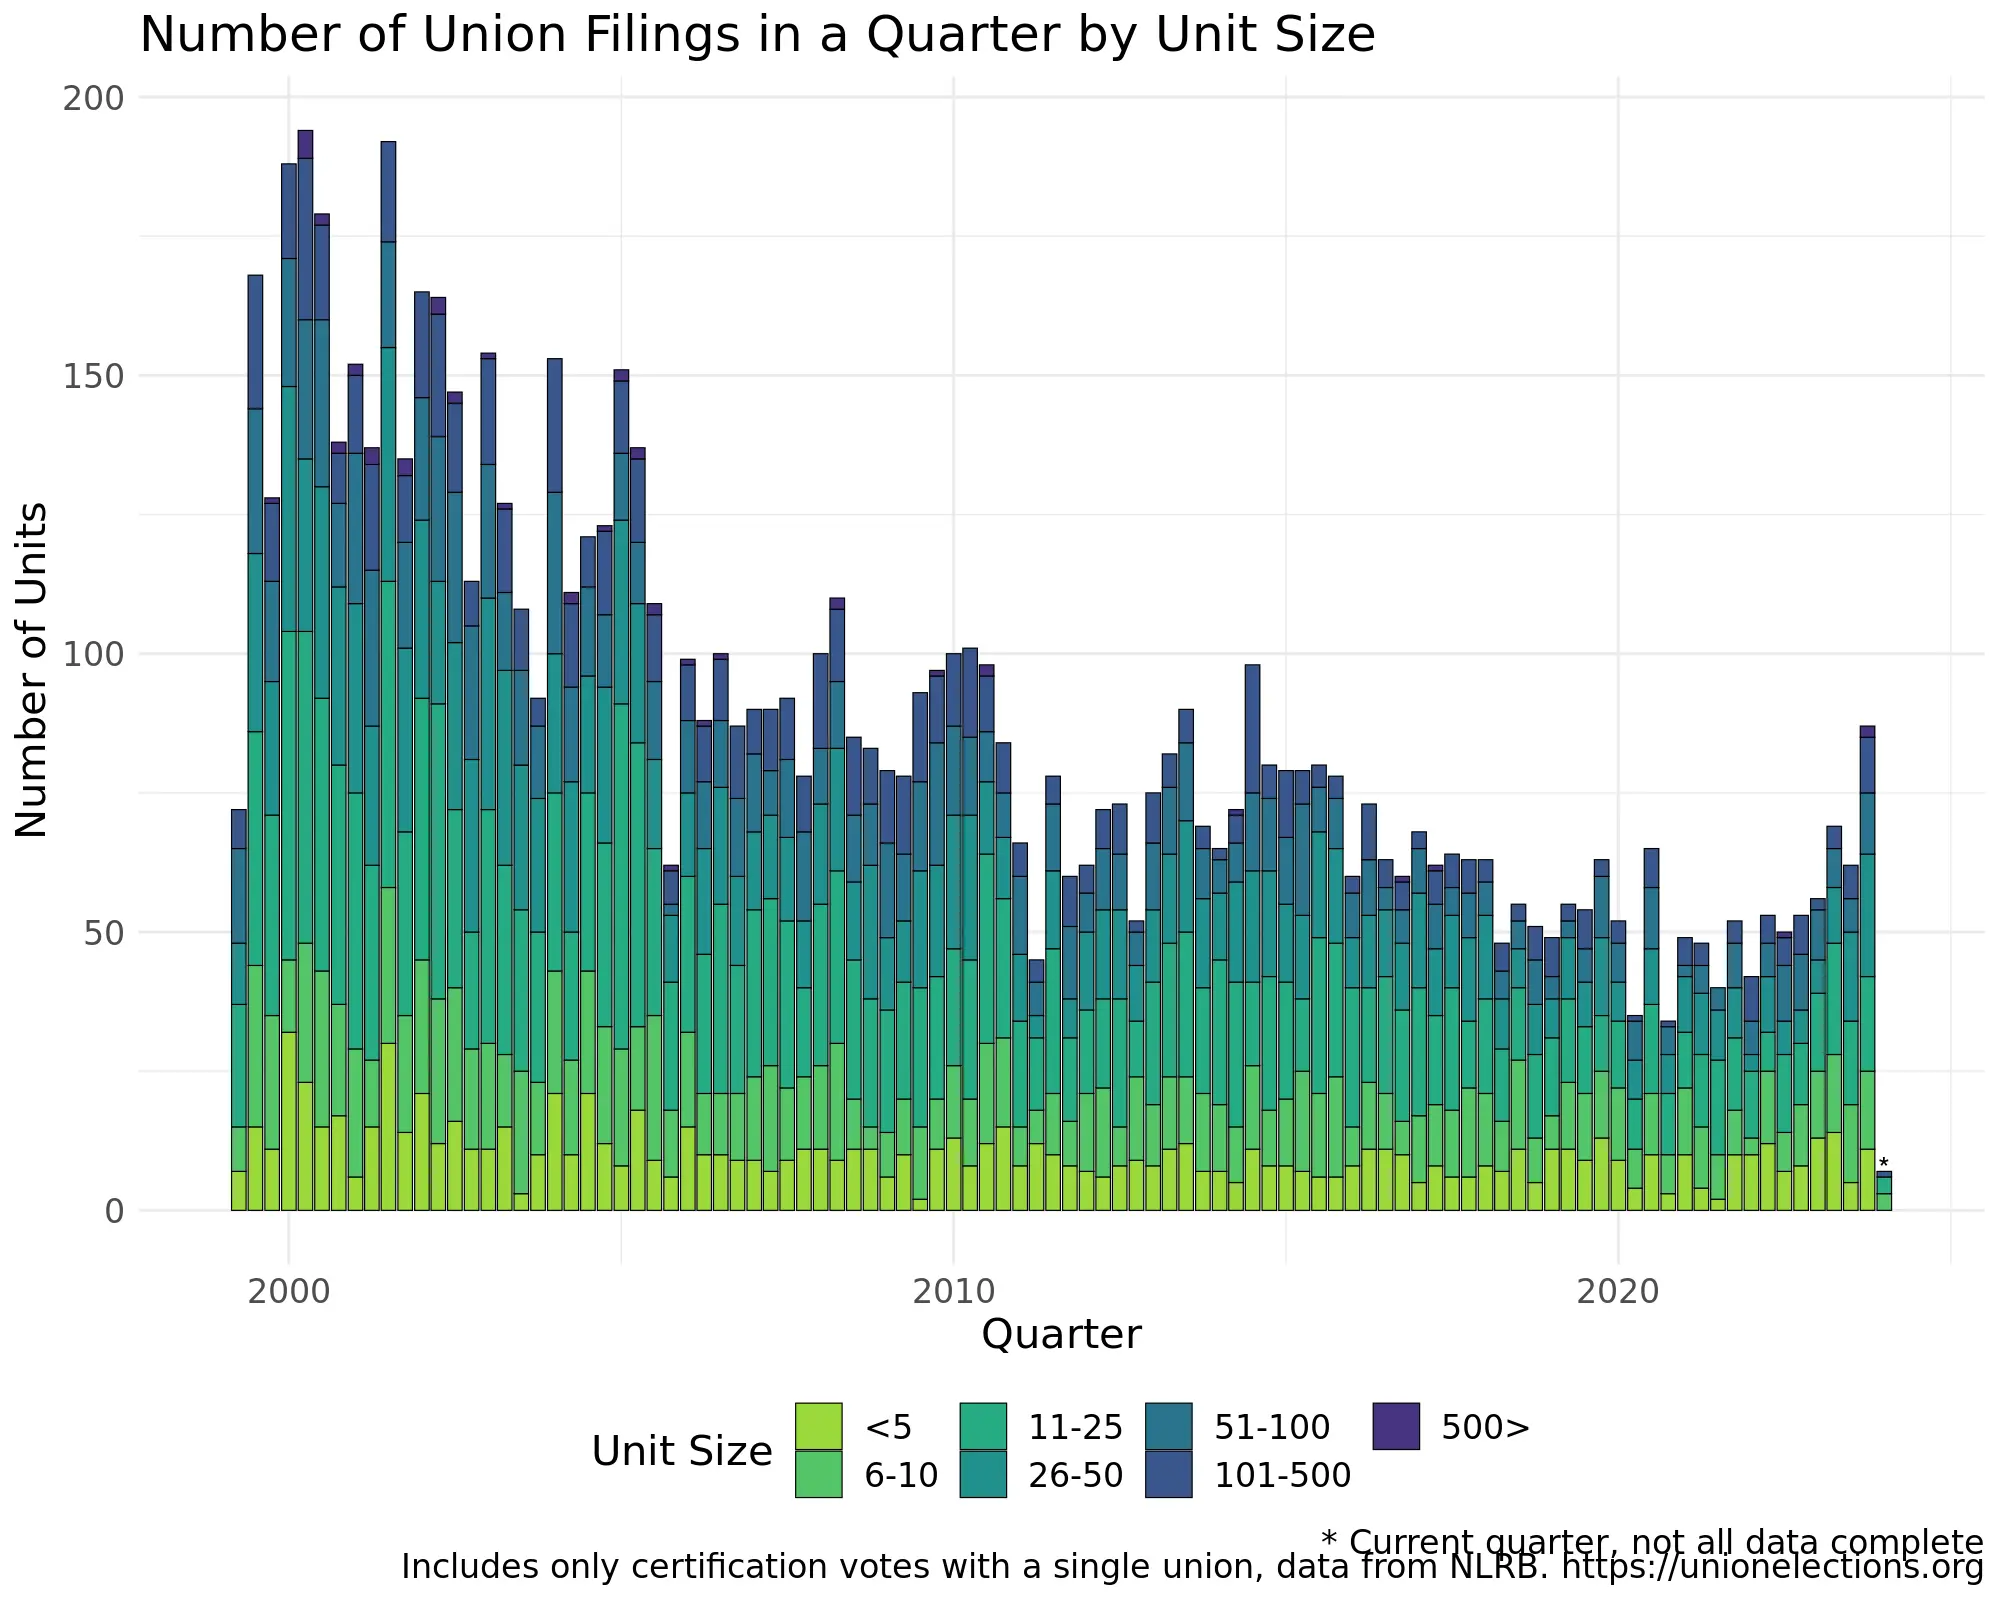 Number of Union Filings in a Quarter by Unit Size
200
150
100
50
0
Number of Units
*
2000 2010 2020
Quarter
Unit Size
<5 11-25 51-100 500>
6-10 26-50 101-500
* Current quarter, not all data complete
Includes only certification votes with a single union, data from NLRB. https://unionelections.org